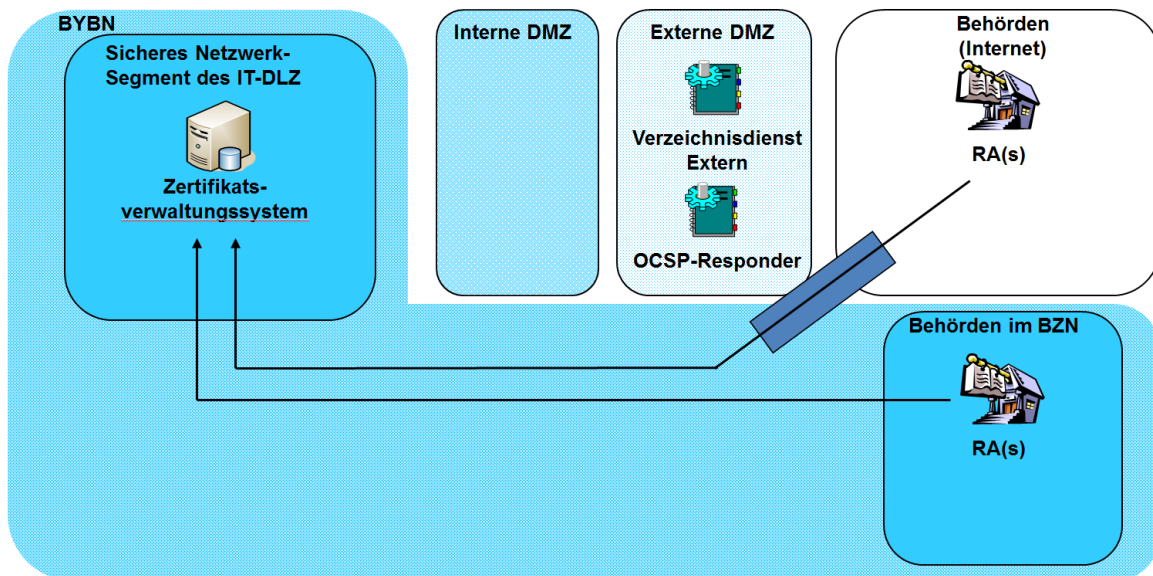 BYBN
Sicheres Netzwerk-
Segment des IT-DLZ
Zertifikats-
verwaltungssystem
Interne DMZ
Externe DMZ
Verzeichnisdienst
Extern
OCSP-Responder
Behörden
(Internet)
RA(s)
Behörden im BZN
RA(s)